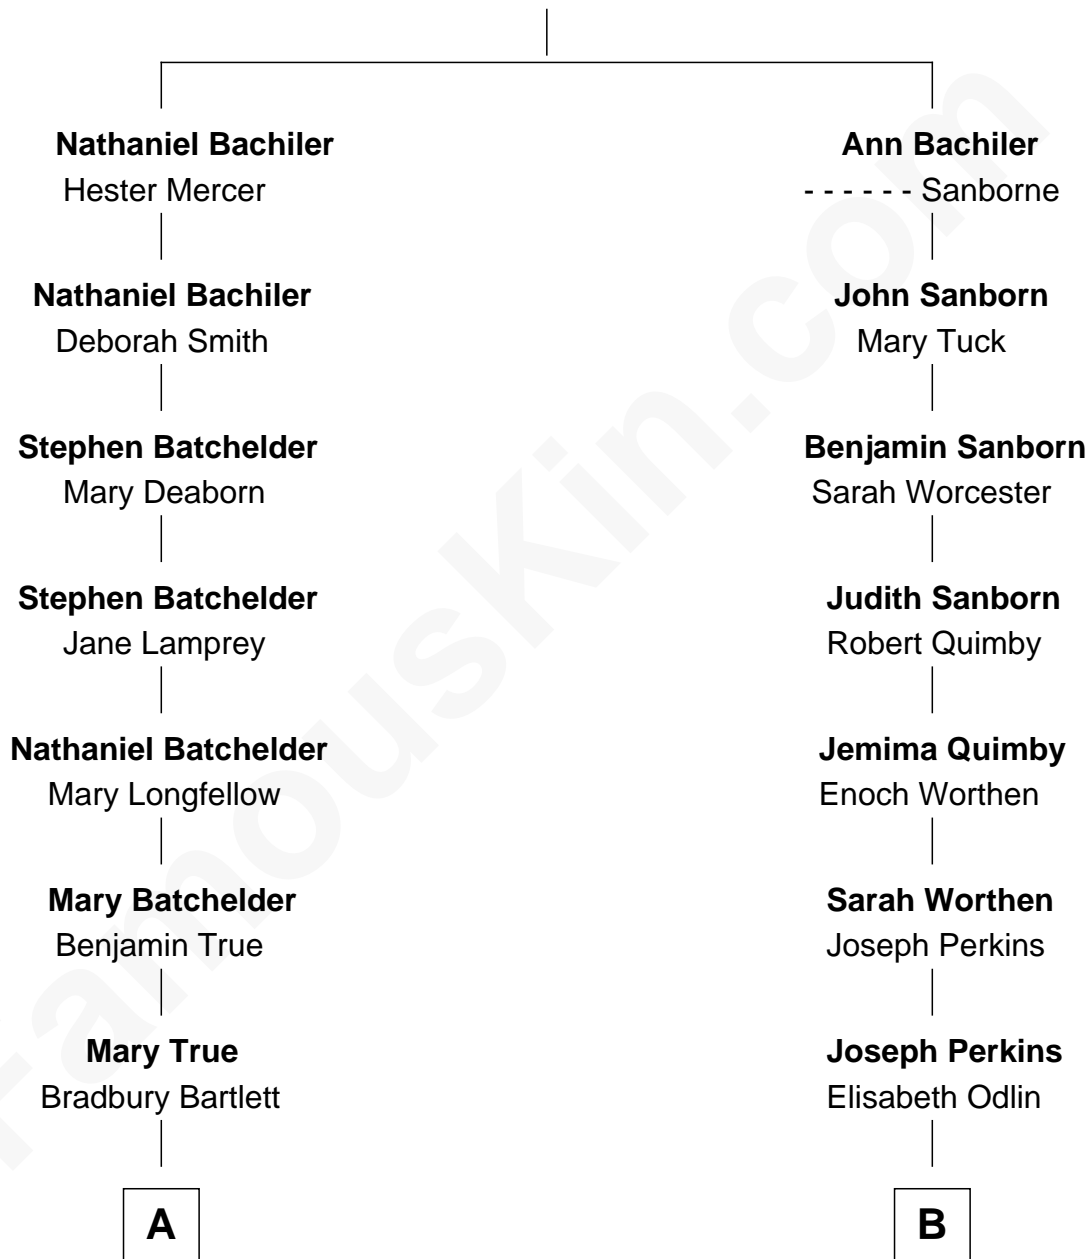 Nathaniel Bachiler
Hester Mercer
Nathaniel Bachiler
Deborah Smith
Stephen Batchelder
Mary Deaborn
Stephen Batchelder
Jane Lamprey
Nathaniel Batchelder
Mary Longfellow
Mary Batchelder
Benjamin True
Mary True
Bradbury Bartlett
A
Ann Bachiler
- - - - - - Sanborne
John Sanborn
Mary Tuck
Benjamin Sanborn
Sarah Worcester
Judith Sanborn
Robert Quimby
Jemima Quimby
Enoch Worthen
Sarah Worthen
Joseph Perkins
Joseph Perkins
Elisabeth Odlin
B
FamousKin.com